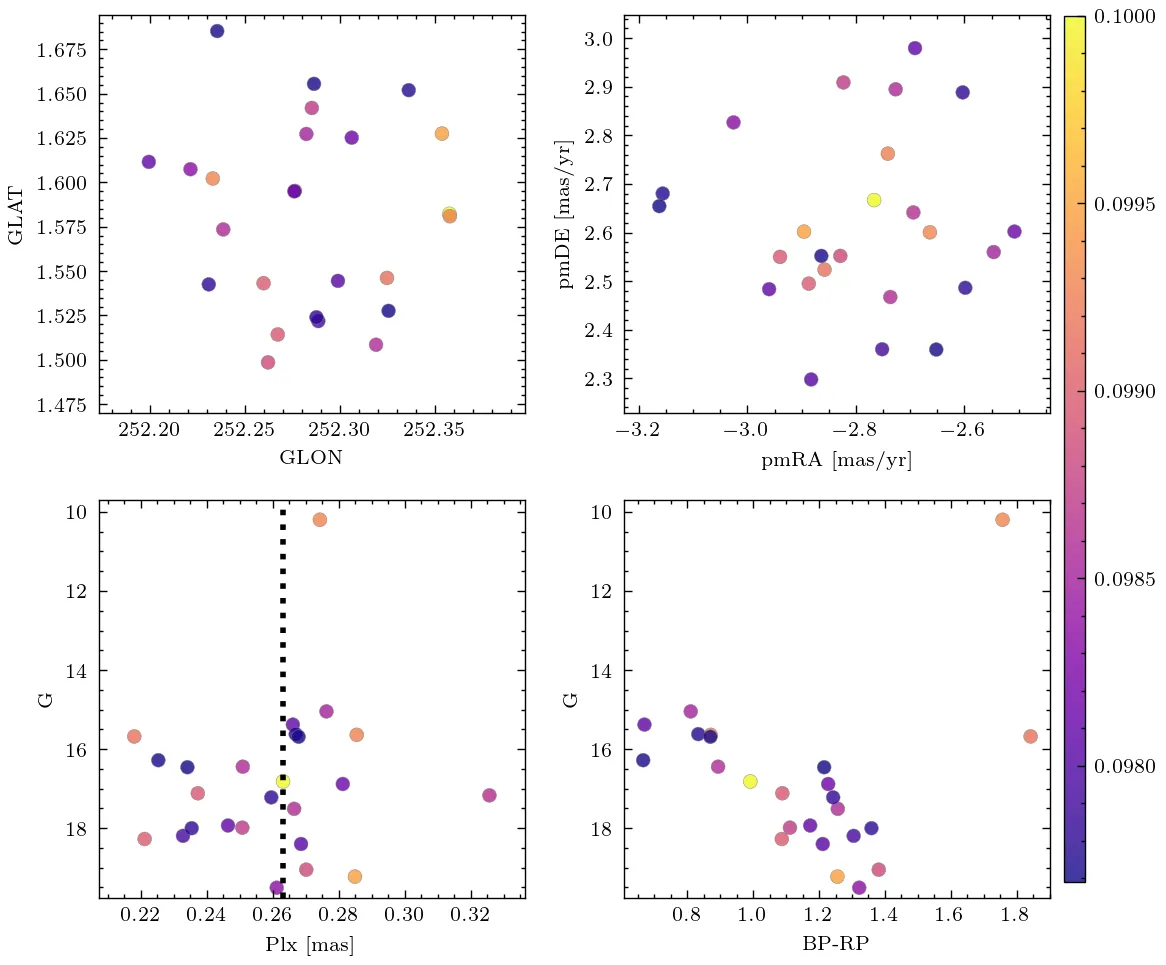 1.675
1.650
1.625
1.600
1.575
1.550
1.525
1.500
1.475
GLAT
252.20 252.25 252.30 252.35
GLON
3.0
2.9
2.8
2.7
2.6
2.5
2.4
2.3
pmDE [mas/yr]
−3.2 −3.0 −2.8 −2.6
pmRA [mas/yr]
0.1000
0.0995
0.0990
0.0985
0.0980
10
12
14
16
18
G
0.22 0.24 0.26 0.28 0.30 0.32
Plx [mas]
10
12
14
16
18
G
0.8 1.0 1.2 1.4 1.6 1.8
BP-RP